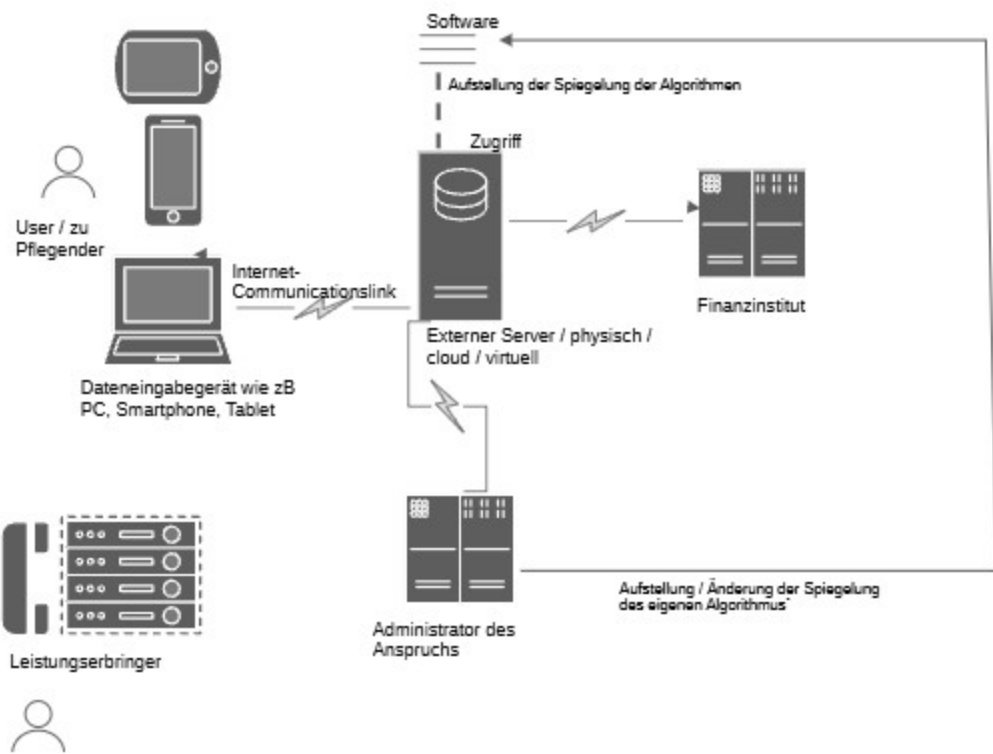 Software
Aufstellung der Spiegelung der Algorithmen
Zugriff
User / zu
Pflegender
Internet-
Communicationslink
Finanzinstitut
Externer Server / physisch /
cloud / virtuell
Dateneingabegerät wie zB
PC, Smartphone, Tablet
Aufstellung / Änderung der Spiegelung
des eigenen Algorithmus*
Administrator des
Anspruchs
Leistungserbringer